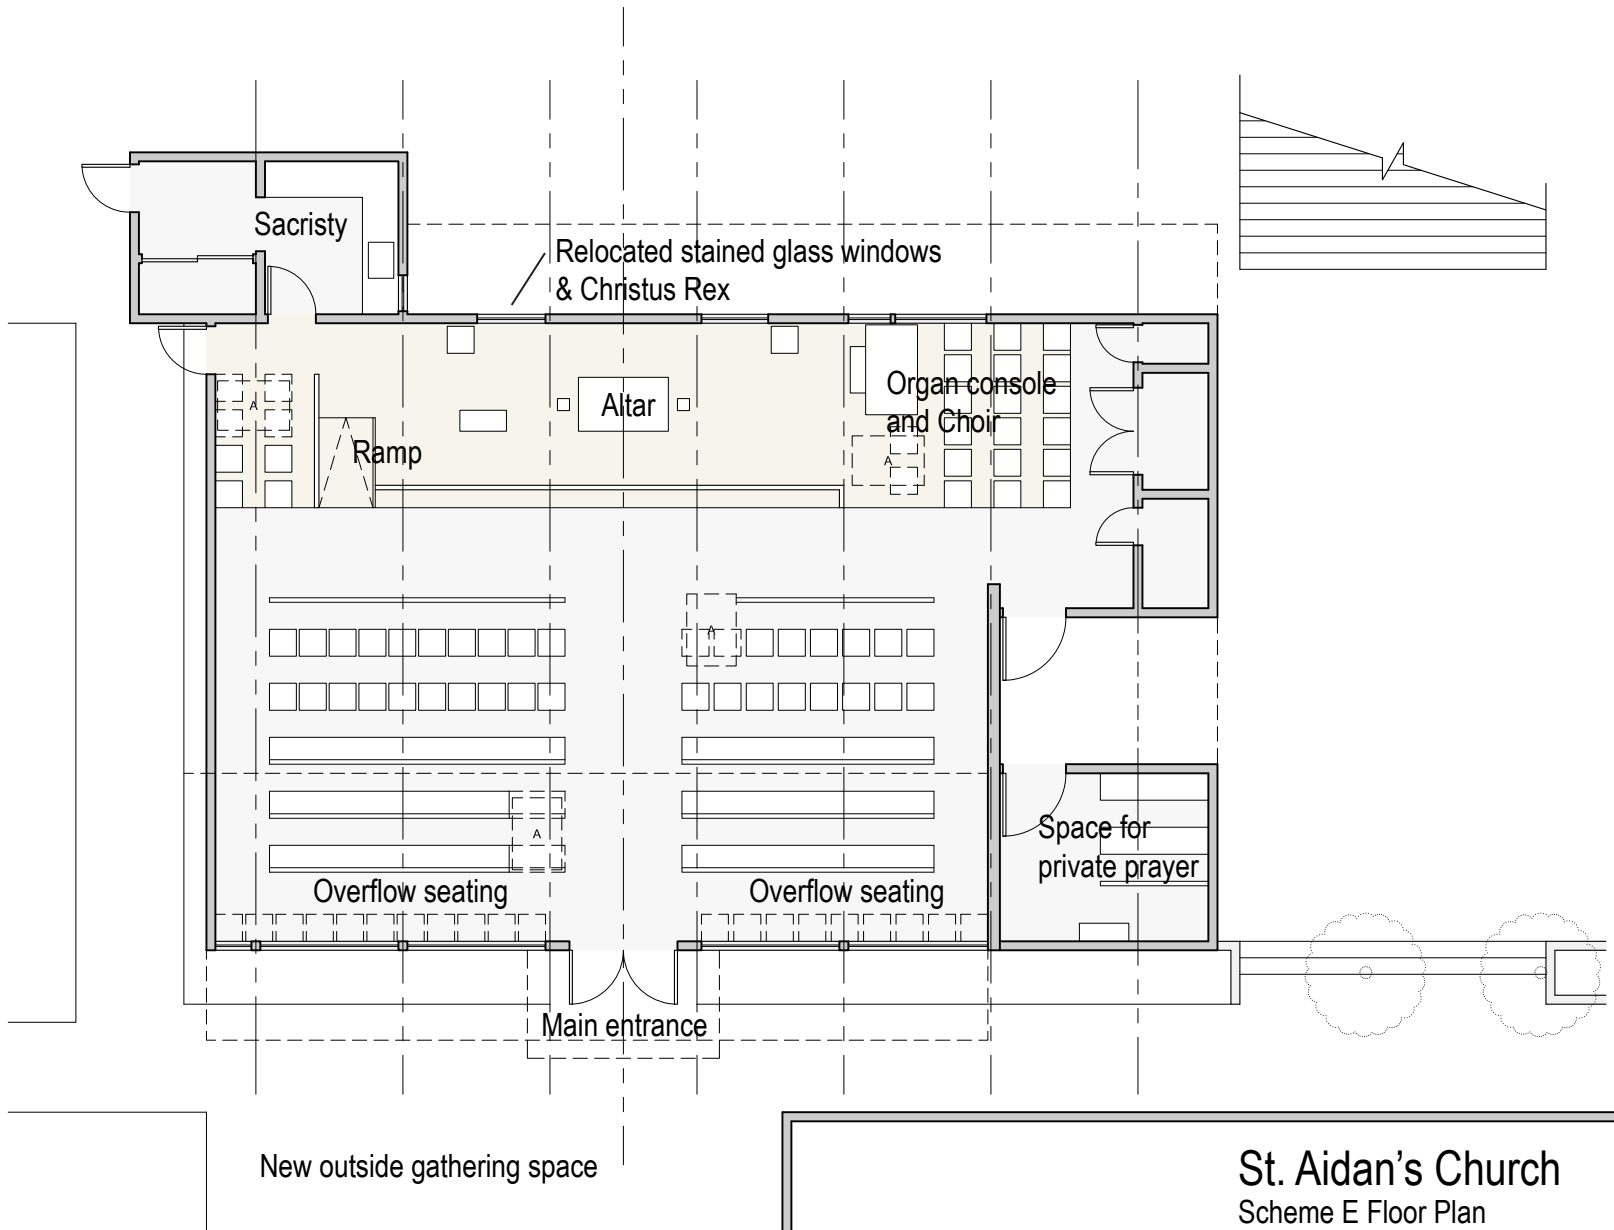 Sacristy
Relocated stained glass windows
& Christus Rex
Altar
Organ console
and Choir
A
Ramp
A
A
A
Space for
private prayer
Overflow seating
Overflow seating
Main entrance
New outside gathering space
St. Aidan's Church
Scheme E Floor Plan